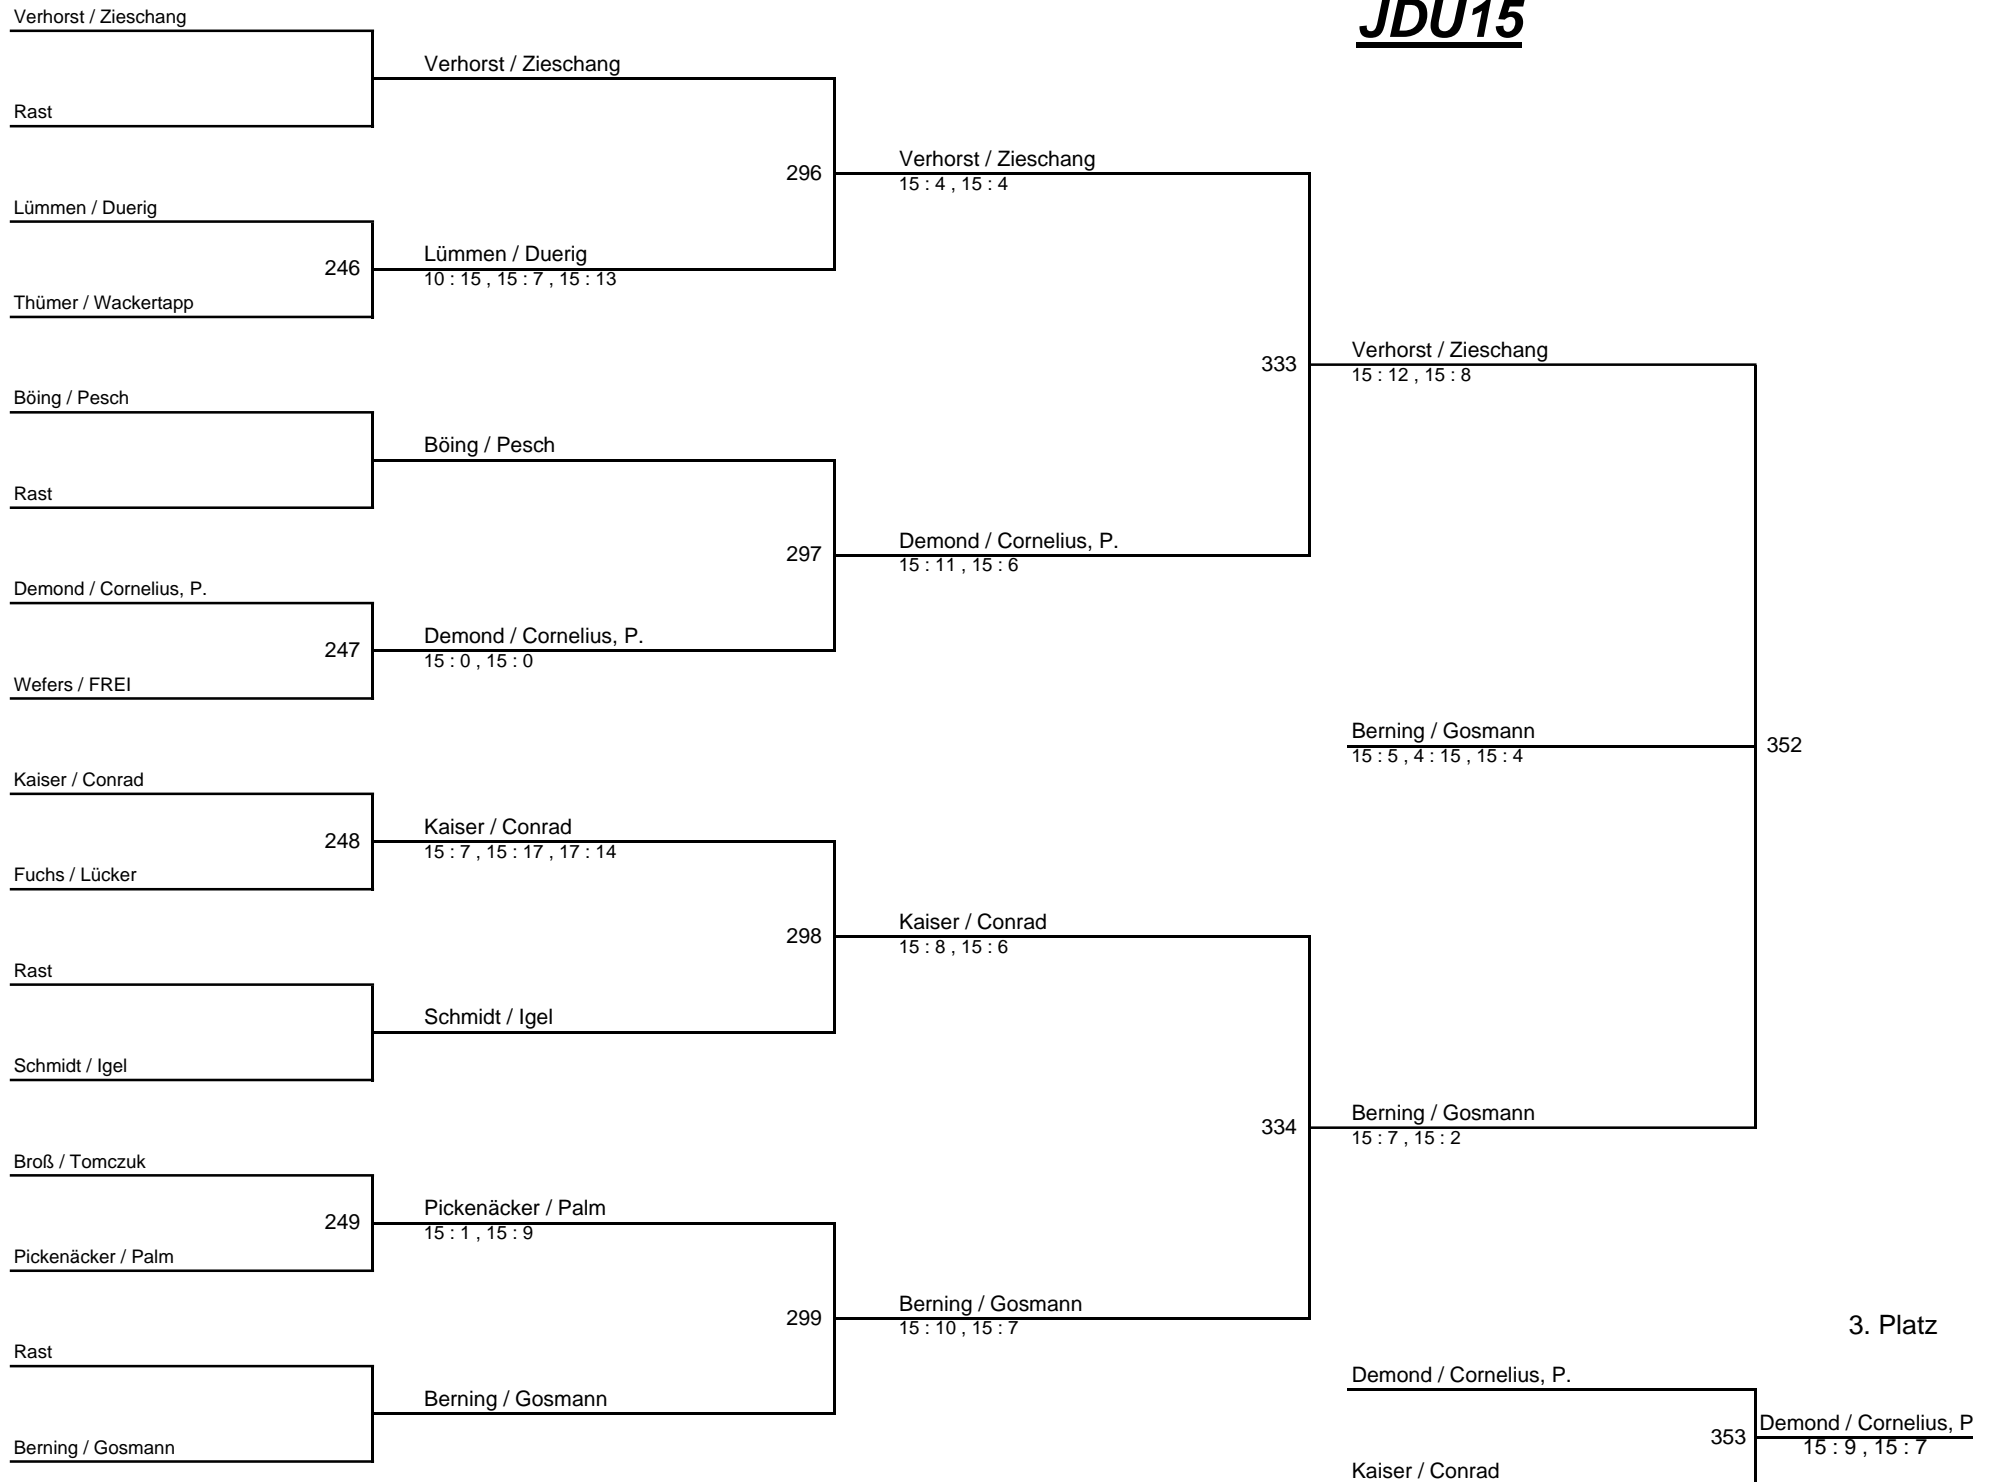 JDU15
Verhorst / Zieschang
Rast
Lümmen / Duerig
246
Thümer / Wackertapp
Böing / Pesch
Rast
Demond / Cornelius, P.
247
Wefers / FREI
Kaiser / Conrad
248
Fuchs / Lücker
Rast
Schmidt / Igel
Broß / Tomczuk
249
Pickenäcker / Palm
Rast
Berning / Gosmann
Verhorst / Zieschang
296
Lümmen / Duerig
10 : 15 , 15 : 7 , 15 : 13
Böing / Pesch
297
Demond / Cornelius, P.
15 : 0 , 15 : 0
Kaiser / Conrad
15 : 7 , 15 : 17 , 17 : 14
298
Schmidt / Igel
Pickenäcker / Palm
15 : 1 , 15 : 9
299
Berning / Gosmann
Verhorst / Zieschang
15 : 4 , 15 : 4
333
Demond / Cornelius, P.
15 : 11 , 15 : 6
Kaiser / Conrad
15 : 8 , 15 : 6
334
Berning / Gosmann
15 : 10 , 15 : 7
Verhorst / Zieschang
15 : 12 , 15 : 8
Berning / Gosmann
15 : 5 , 4 : 15 , 15 : 4
352
Berning / Gosmann
15 : 7 , 15 : 2
3. Platz
Demond / Cornelius, P.
353
Kaiser / Conrad
Demond / Cornelius, P
15 : 9 , 15 : 7